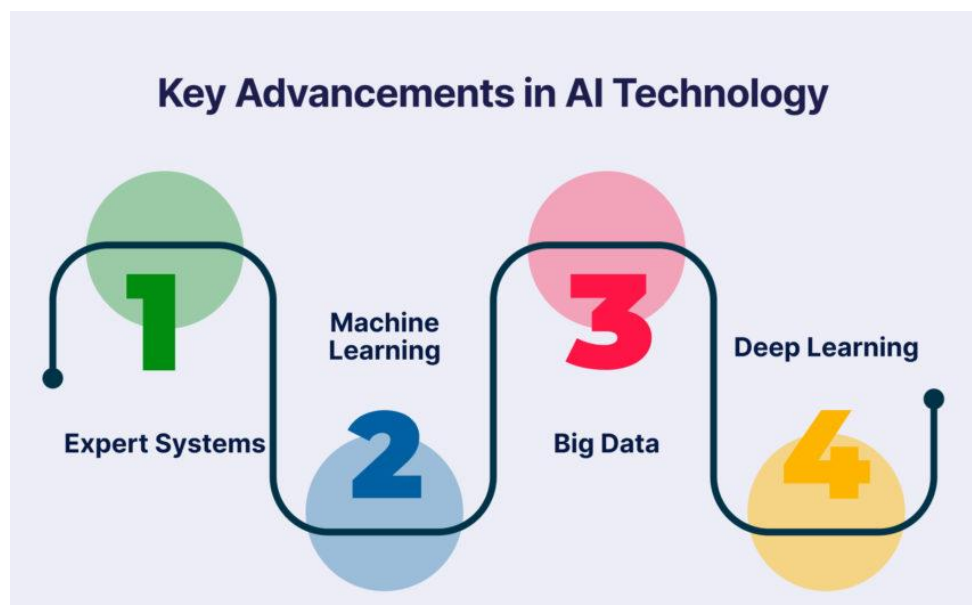 Key Advancements in AI Technology
1
Expert Systems
Machine
Learning
2
3
Big Data
Deep Learning
4